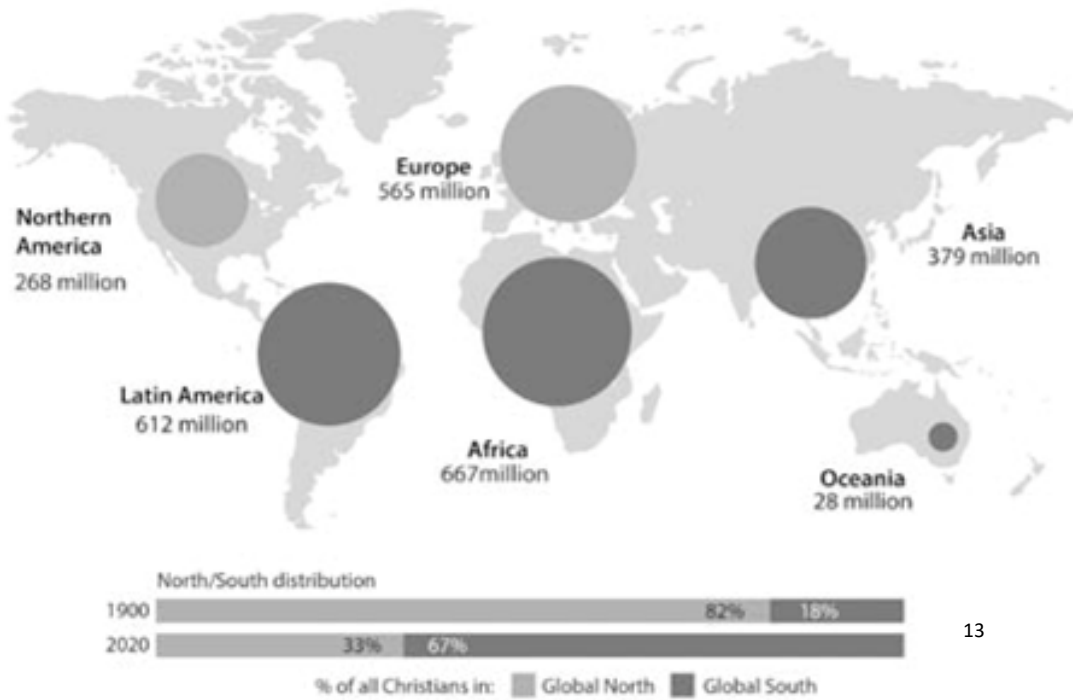 Europe
565 million
Northern
America
268 million
Asia
379 million
Latin America
612 million
Africa
667million
Oceania
28 million
North/South distribution
1900 82% 18%
2020 33% 67%
13
% of all Christians in: Global North Global South